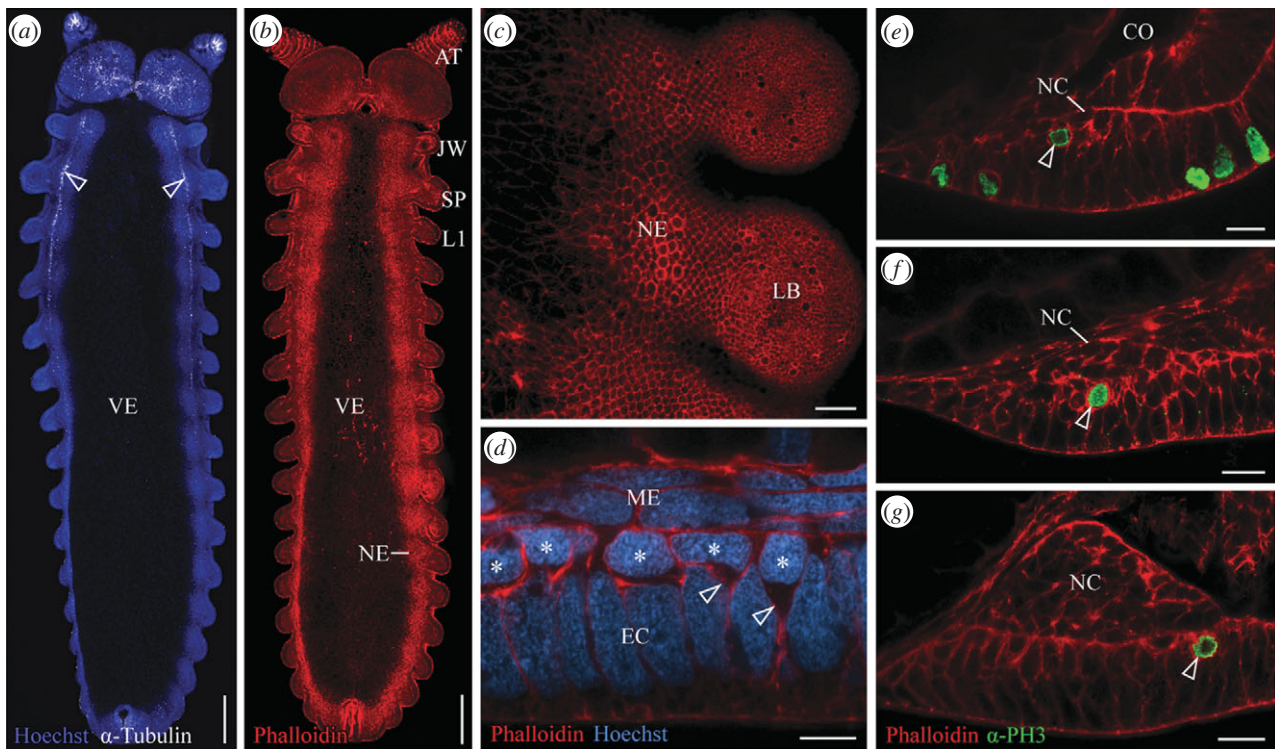 (a)
VE
Hoechst α-Tubulin
(b)
AT
JW
SP
L1
VE
NE
Phalloidin
(c)
NE
LB
(d)
ME
* * * * *
EC
Phalloidin Hoechst
(e)
CO
NC
(f)
NC
(g)
NC
Phalloidin α-PH3